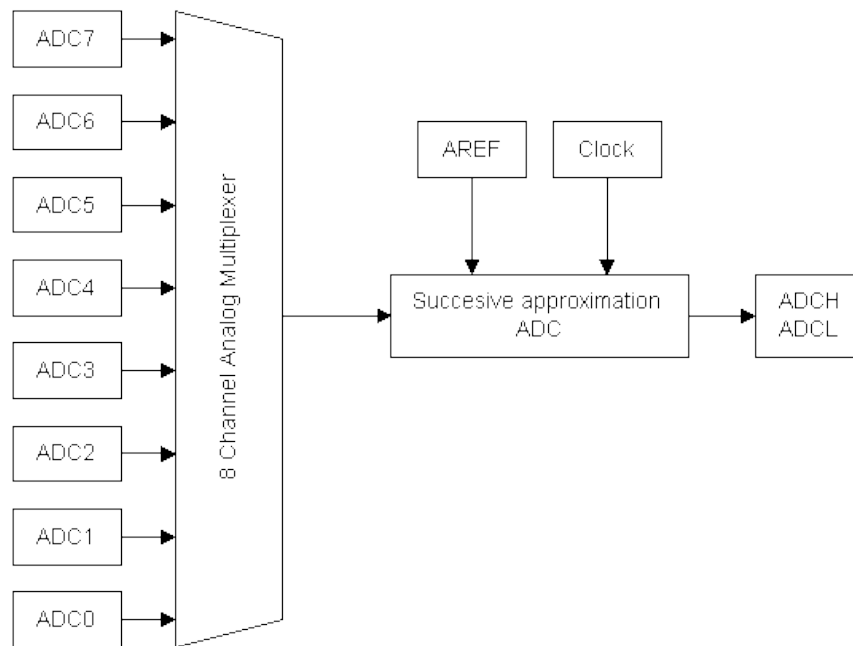 ADC7
ADC6
ADC5
ADC4
ADC3
ADC2
ADC1
ADC0
8 Channel Analog Multiplexer
AREF
Clock
Succesive approximation
ADC
ADCH
ADCL